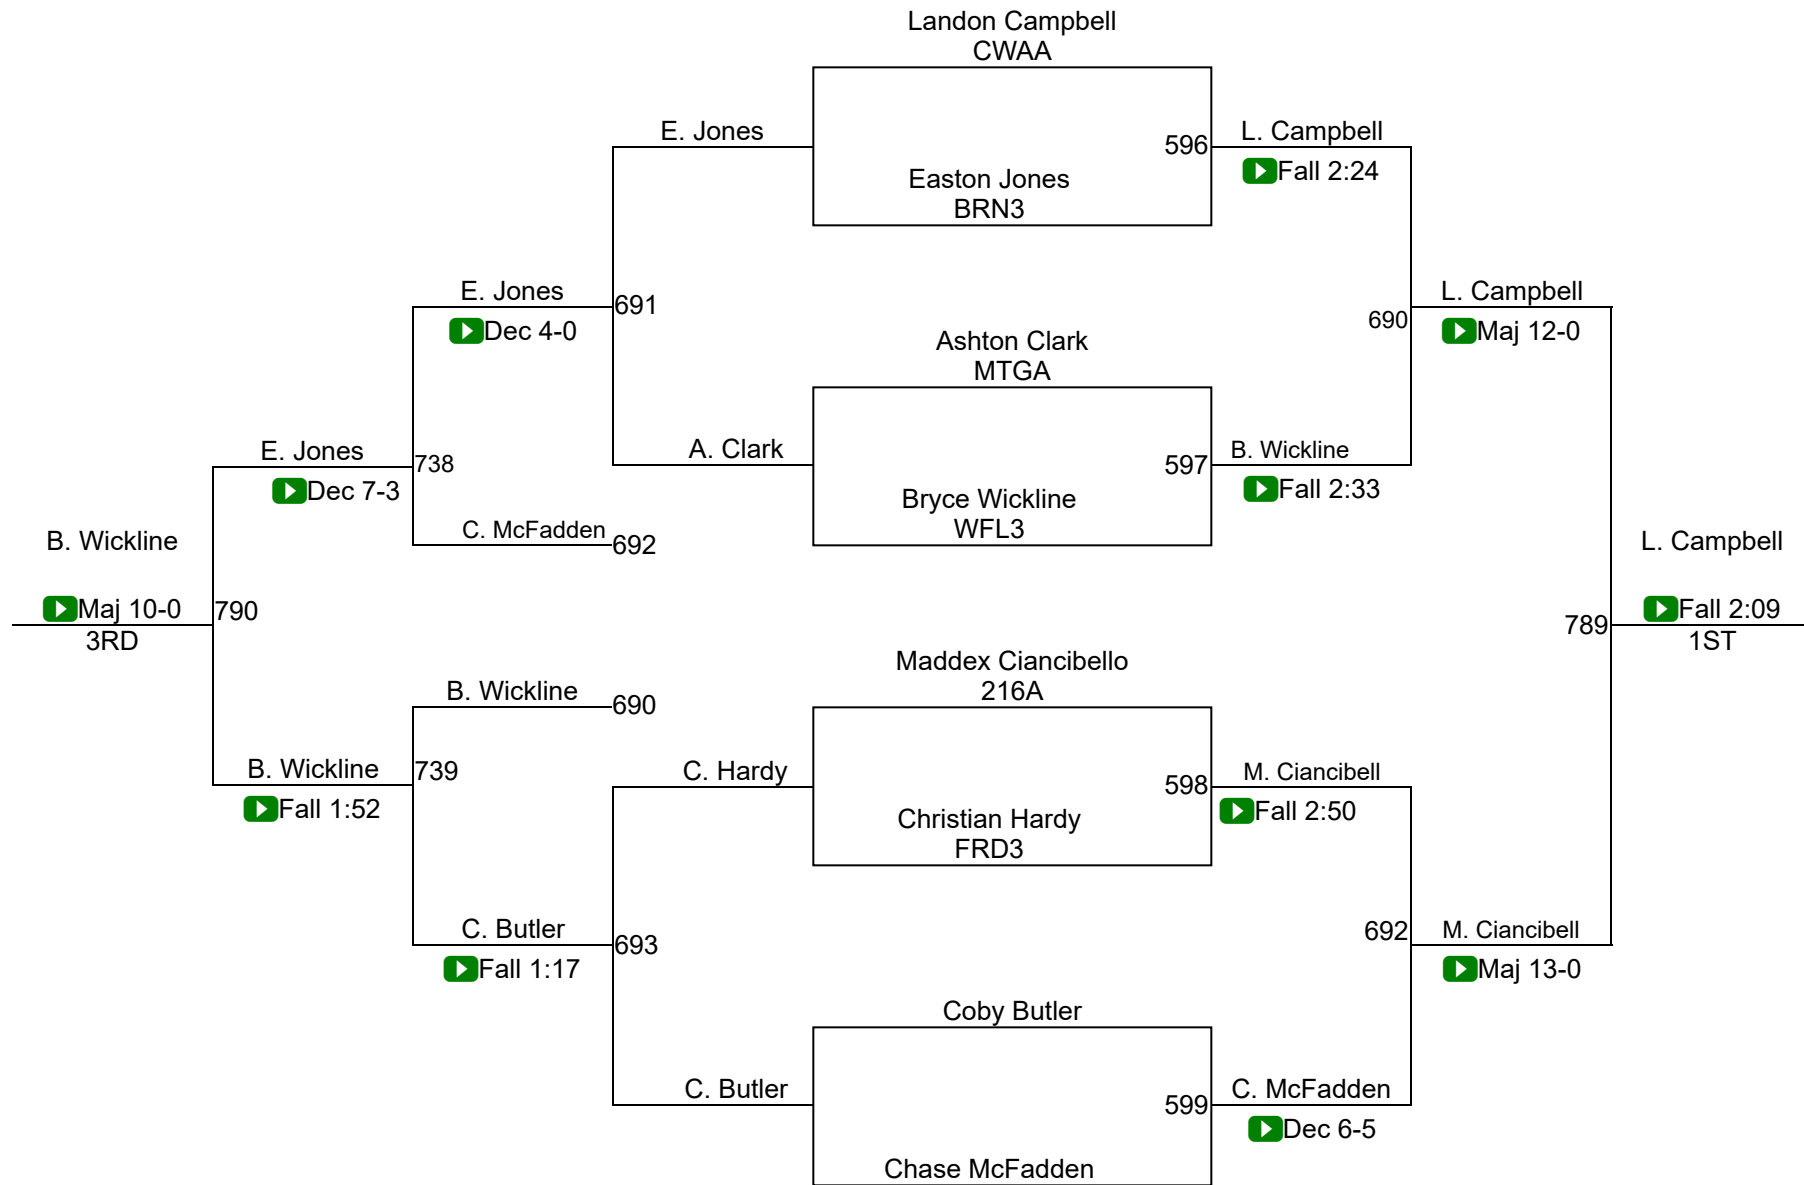 Landon Campbell
CWAA
E. Jones
596
L. Campbell
Fall 2:24
Easton Jones
BRN3
E. Jones
691
Dec 4-0
L. Campbell
690
Maj 12-0
Ashton Clark
MTGA
E. Jones
738
Dec 7-3
A. Clark
597
B. Wickline
Fall 2:33
Bryce Wickline
WFL3
C. McFadden
692
B. Wickline
Maj 10-0
790
3RD
L. Campbell
789
Fall 2:09
1ST
Maddex Ciancibello
216A
B. Wickline
690
B. Wickline
739
Fall 1:52
C. Hardy
598
M. Ciancibell
Fall 2:50
Christian Hardy
FRD3
C. Butler
693
Fall 1:17
692
M. Ciancibell
Maj 13-0
Coby Butler
C. Butler
599
C. McFadden
Dec 6-5
Chase McFadden